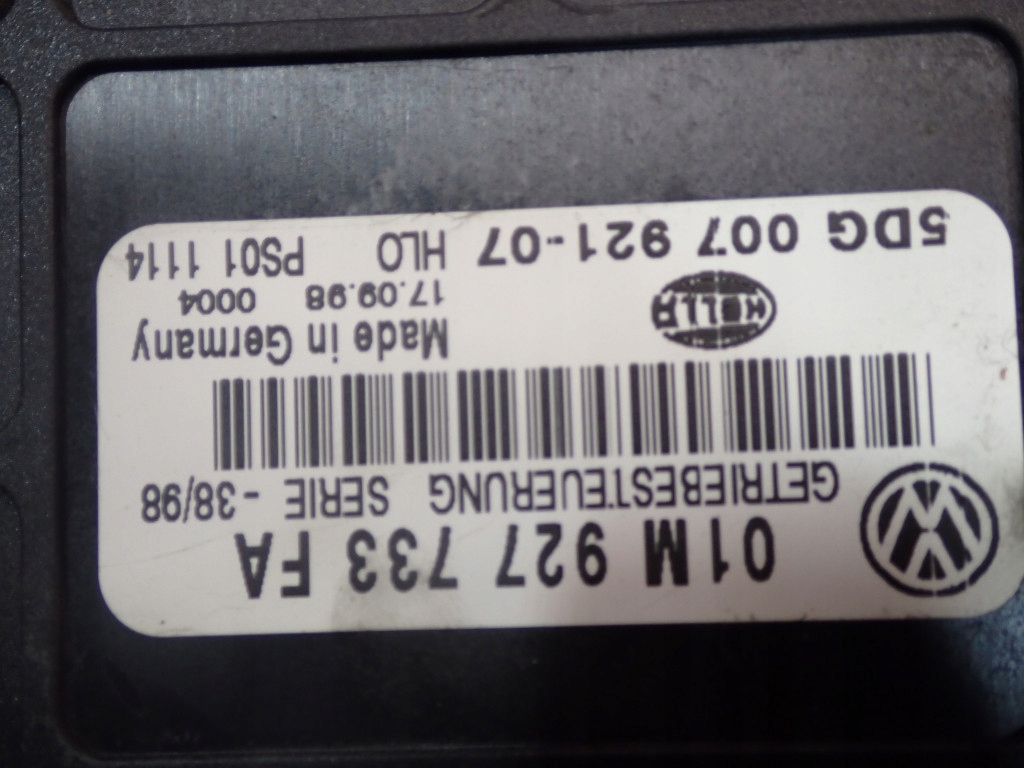 01M 927 733 FA
GETRIEBESTEUERUNG SERIE -38/98
Made in Germany
HELLA
17.09.98 0004
5DG 007 921-07 HLO PS01 1114